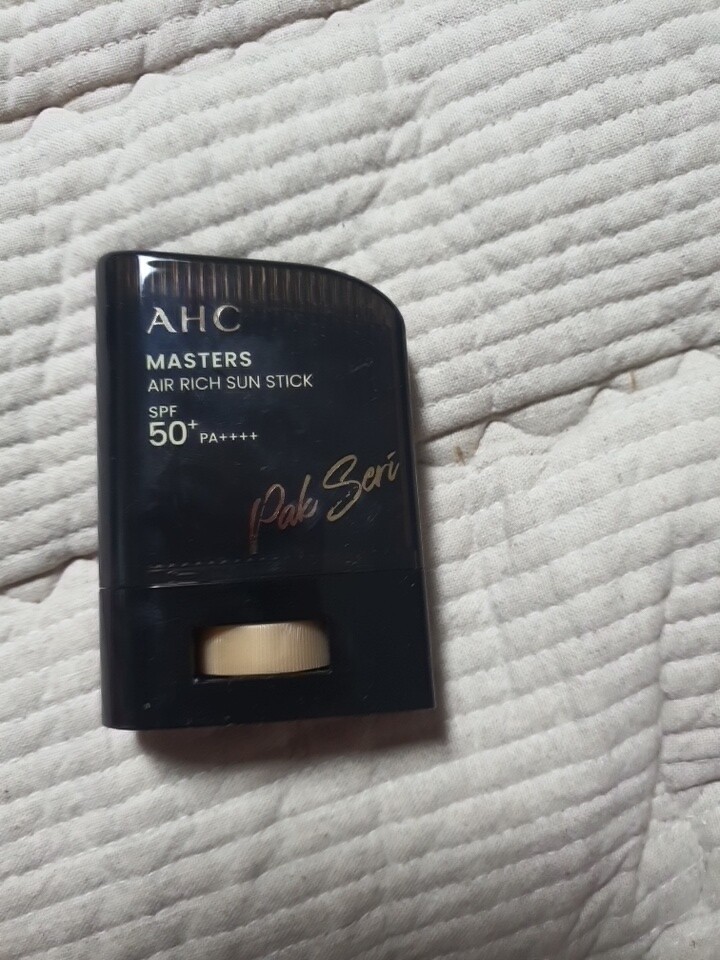 AHC
MASTERS
AIR RICH SUN STICK
SPF
50+ PA++++
Pak Seri